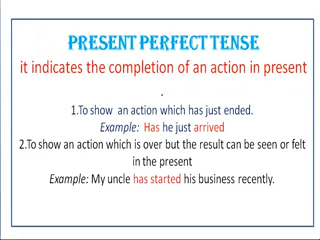 PRESENT PERFECT TENSE
it indicates the completion of an action in present
.
1.To show an action which has just ended.
Example: Has he just arrived
2.To show an action which is over but the result can be seen or felt
in the present
Example: My uncle has started his business recently.